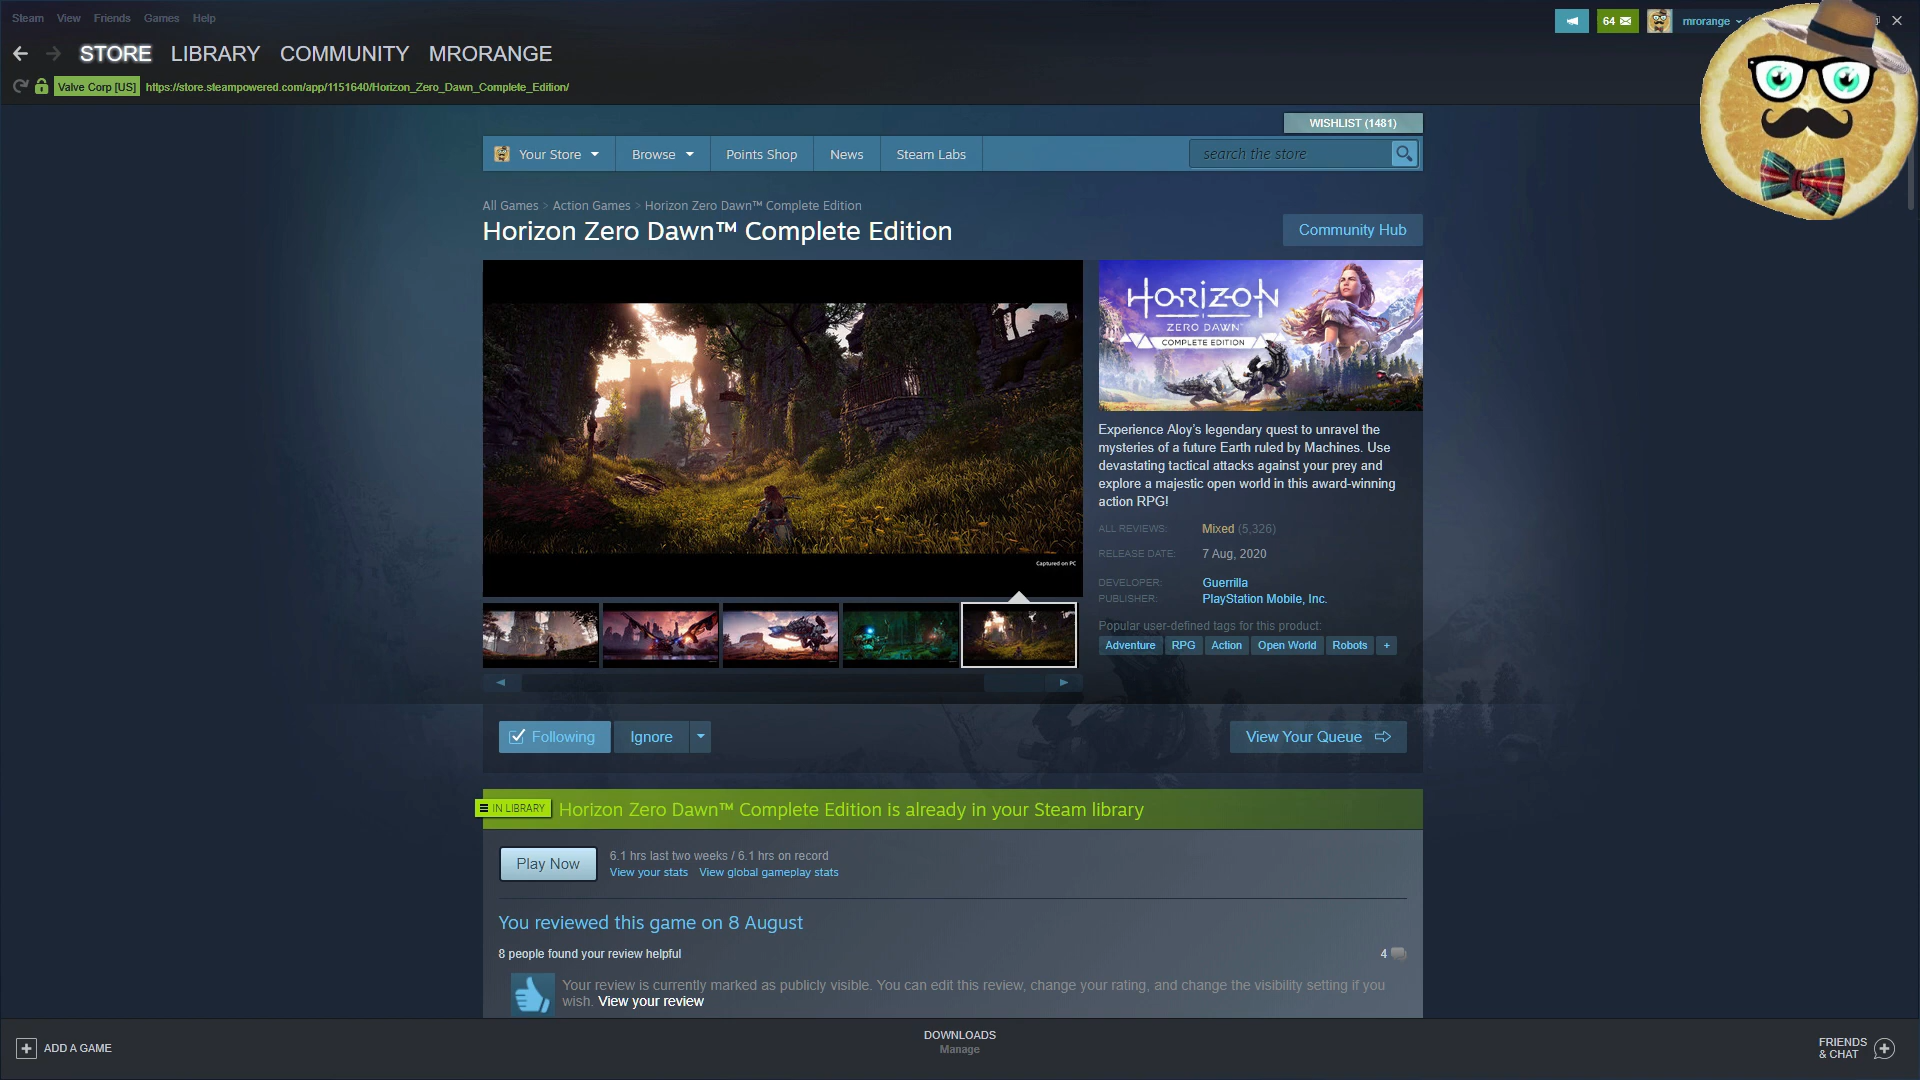 Steam View Friends Games Help
64
mrorange
STORE LIBRARY COMMUNITY MRORANGE
Valve Corp [US] https://store.steampowered.com/app/1151640/Horizon_Zero_Dawn_Complete_Edition/
WISHLIST (1481)
Your Store Browse Points Shop News Steam Labs search the store
All Games > Action Games > Horizon Zero Dawn™ Complete Edition
Horizon Zero Dawn™ Complete Edition
Community Hub
Captured on PC
HORIZON
ZERO DAWN™
COMPLETE EDITION
Experience Aloy's legendary quest to unravel the
mysteries of a future Earth ruled by Machines. Use
devastating tactical attacks against your prey and
explore a majestic open world in this award-winning
action RPG!
ALL REVIEWS: Mixed (5,326)
RELEASE DATE: 7 Aug, 2020
DEVELOPER: Guerrilla
PUBLISHER: PlayStation Mobile, Inc.
Popular user-defined tags for this product:
Adventure RPG Action Open World Robots +
Following Ignore
View Your Queue
IN LIBRARY Horizon Zero Dawn™ Complete Edition is already in your Steam library
Play Now
6.1 hrs last two weeks / 6.1 hrs on record
View your stats View global gameplay stats
You reviewed this game on 8 August
8 people found your review helpful
4
Your review is currently marked as publicly visible. You can edit this review, change your rating, and change the visibility setting if you
wish. View your review
ADD A GAME
DOWNLOADS
Manage
FRIENDS
& CHAT